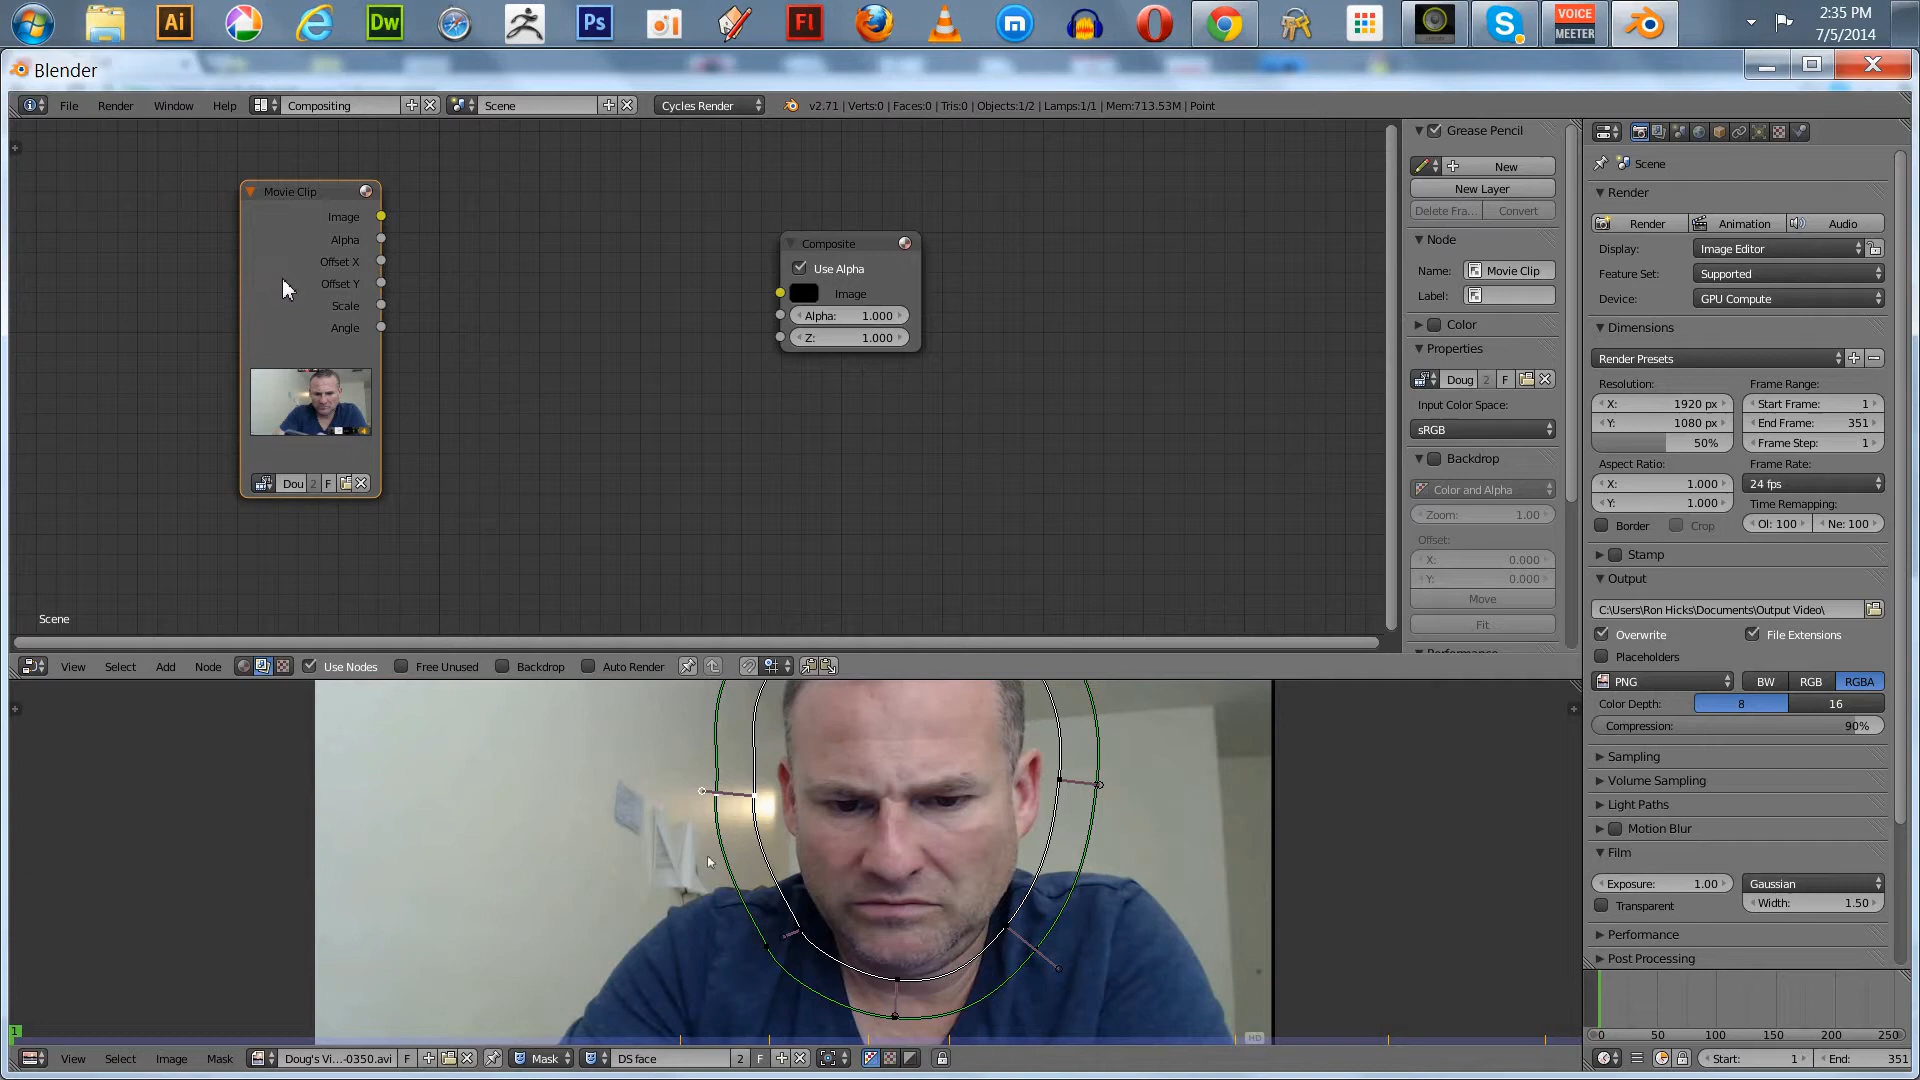 Ai
Dw
Ps
Fl
VOICE
MEETER
2:35 PM
7/5/2014
Blender
File
Render
Window
Help
Compositing
Scene
Cycles Render
v2.71 | Verts:0 | Faces:0 | Tris:0 | Objects:1/2 | Lamps:1/1 | Mem:713.53M | Point
Movie Clip
Image
Alpha
Offset X
Offset Y
Scale
Angle
Dou 2 F
Composite
Use Alpha
Image
Alpha: 1.000
Z: 1.000
Scene
Grease Pencil
New
New Layer
Delete Fra... Convert
Node
Name: Movie Clip
Label:
Color
Properties
Doug 2 F
Input Color Space:
sRGB
Backdrop
Color and Alpha
Zoom: 1.00
Offset:
X: 0.000
Y: 0.000
Move
Fit
Scene
Render
Render Animation Audio
Display: Image Editor
Feature Set: Supported
Device: GPU Compute
Dimensions
Render Presets
Resolution: Frame Range:
X: 1920 px Start Frame: 1
Y: 1080 px End Frame: 351
50% Frame Step: 1
Aspect Ratio: Frame Rate:
X: 1.000 24 fps
Y: 1.000 Time Remapping:
Border Crop Ol: 100 Ne: 100
Stamp
Output
C:\Users\Ron Hicks\Documents\Output Video\
Overwrite File Extensions
Placeholders
PNG BW RGB RGBA
Color Depth: 8 16
Compression: 90%
Sampling
Volume Sampling
Light Paths
Motion Blur
Film
Exposure: 1.00 Gaussian
Transparent Width: 1.50
Performance
Post Processing
View Select Add Node Use Nodes Free Unused Backdrop Auto Render
1
HD
View Select Image Mask Doug's Vi...-0350.avi F Mask DS face 2 F
0 50 100 150 200 250
Start: 1 End: 351